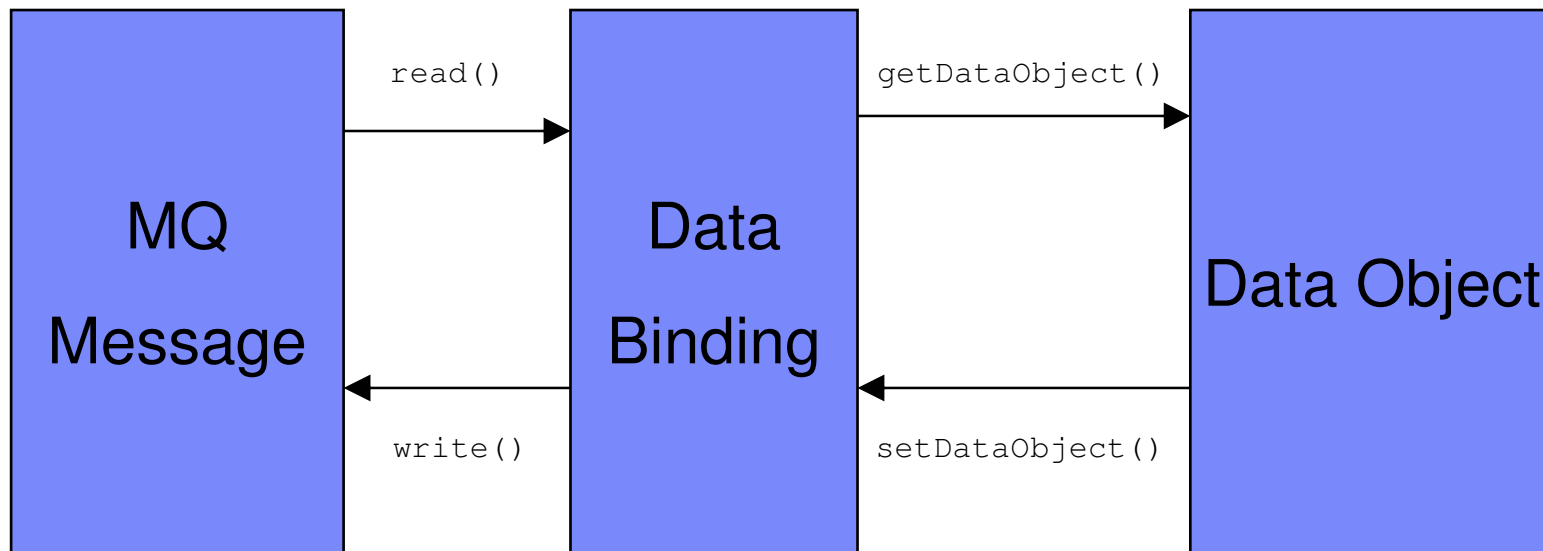 MQ
Message
read()
write()
Data
Binding
getDataObject()
setDataObject()
Data Object